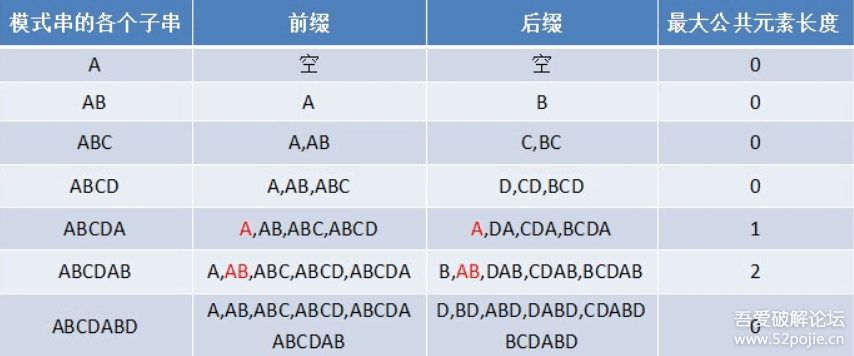 模式串的各个子串 前缀 后缀 最大公共元素长度
A 空 空 0
AB A B 0
ABC A,AB C,BC 0
ABCD A,AB,ABC D,CD,BCD 0
ABCDA A,AB,ABC,ABCD A,DA,CDA,BCDA 1
ABCDAB A,AB,ABC,ABCD,ABCDA B,AB,DAB,CDAB,BCDAB 2
ABCDABD A,AB,ABC,ABCD,ABCDA D,BD,ABD,DABD,CDABD 0
ABCDAB BCDABD
吾爱破解论坛
www.52pojie.cn